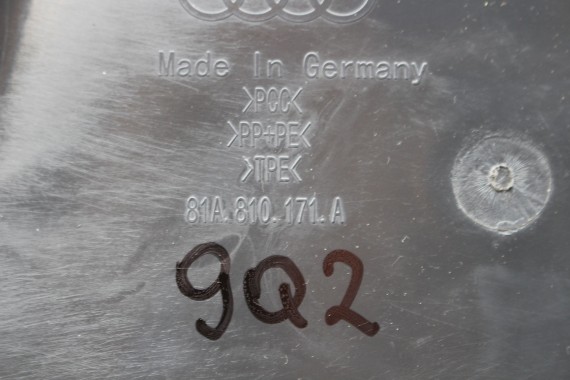 Made In Germany
>PCC<
>PP+PE<
>TPE<
81A.810.171.A
9Q2